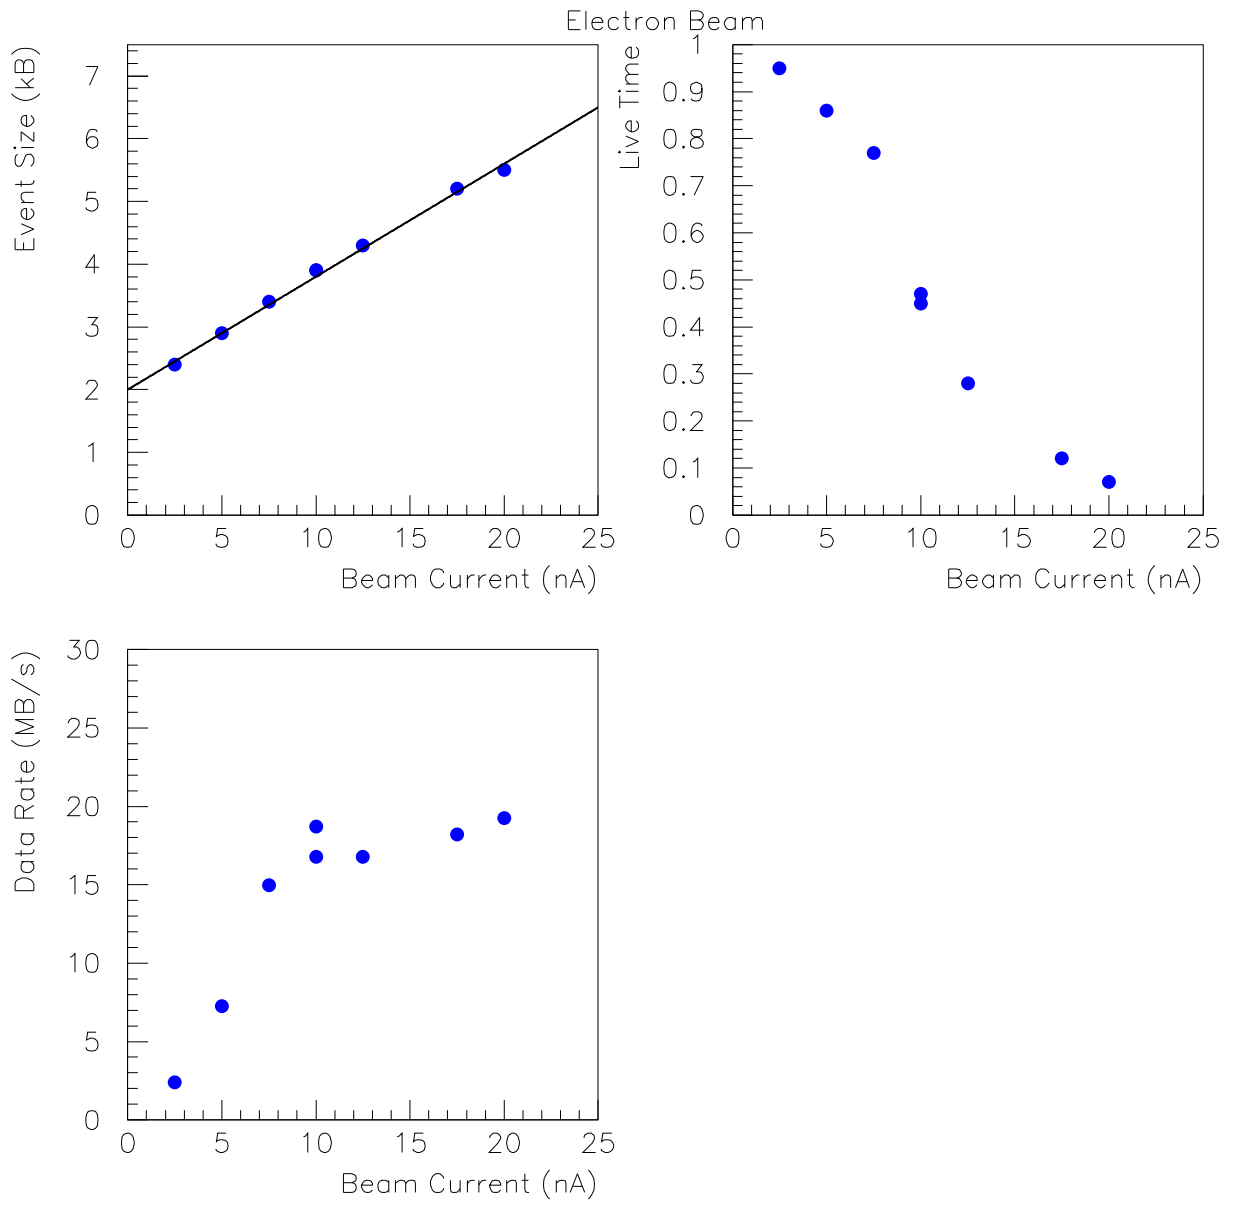 Electron Beam
Event Size (kB)
7
6
5
4
3
2
1
0
0 5 10 15 20 25
Beam Current (nA)
Live Time
1
0.9
0.8
0.7
0.6
0.5
0.4
0.3
0.2
0.1
0
0 5 10 15 20 25
Beam Current (nA)
Data Rate (MB/s)
30
25
20
15
10
5
0
0 5 10 15 20 25
Beam Current (nA)